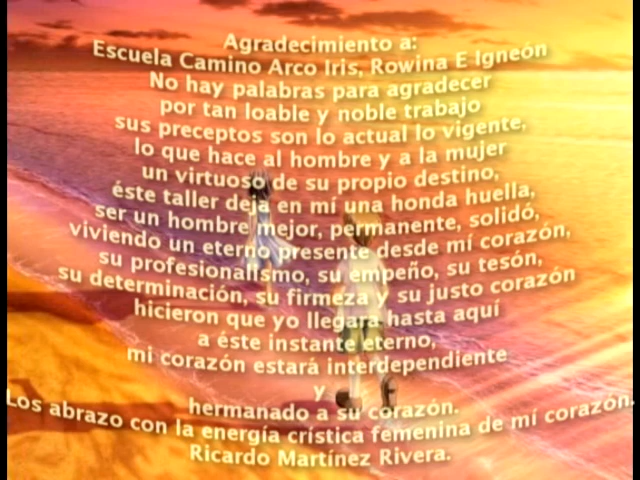 Agradecimiento a:
Escuela Camino Arco Iris, Rowina E Igneón
No hay palabras para agradecer
por tan loable y noble trabajo
sus preceptos son lo actual lo vigente,
lo que hace al hombre y a la mujer
un virtuoso de su propio destino,
éste taller deja en mí una honda huella,
ser un hombre mejor, permanente, solidó,
viviendo un eterno presente desde mí corazón,
su profesionalismo, su empeño, su tesón,
su determinación, su firmeza y su justo corazón
hicieron que yo llegara hasta aquí
a éste instante eterno,
mi corazón estará interdependiente
y
hermanado a su corazón.
Los abrazo con la energía crística femenina de mí corazón.
Ricardo Martínez Rivera.